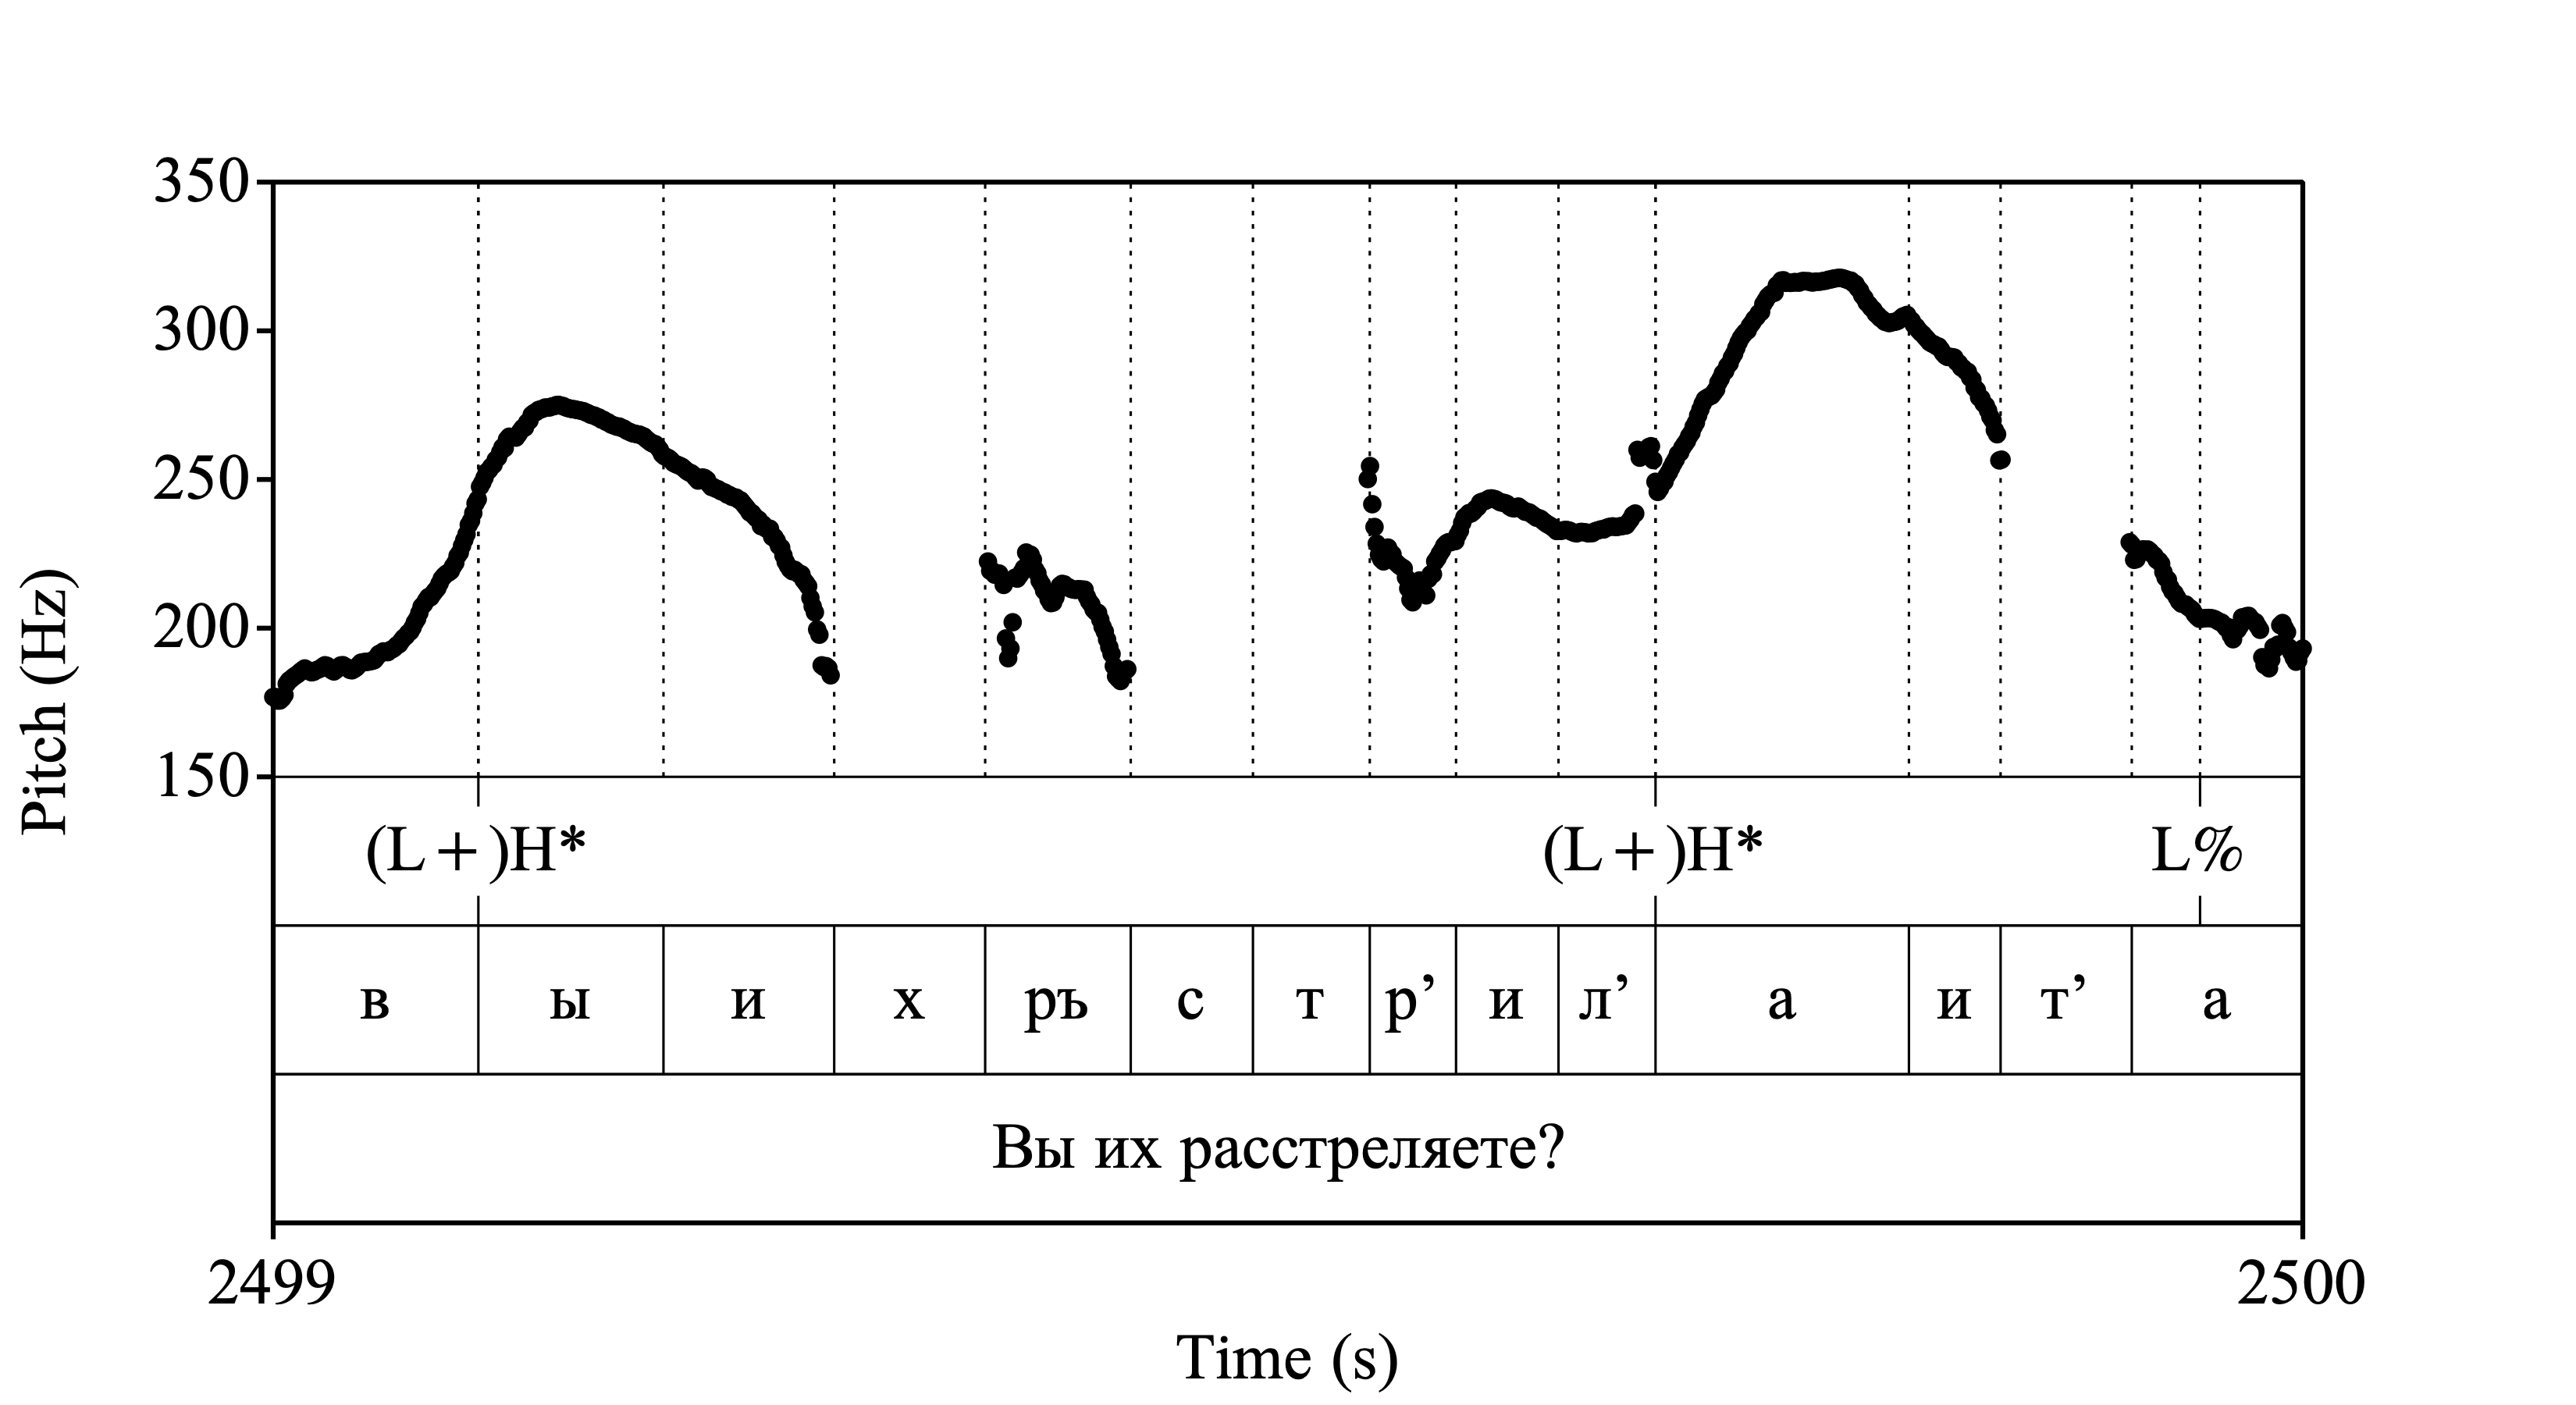 350
300
250
200
150
Pitch (Hz)
(L+)H* (L+)H* L%
в ы и х ръ с т р’ и л’ а и т’ а
Вы их расстреляете?
2499 2500
Time (s)